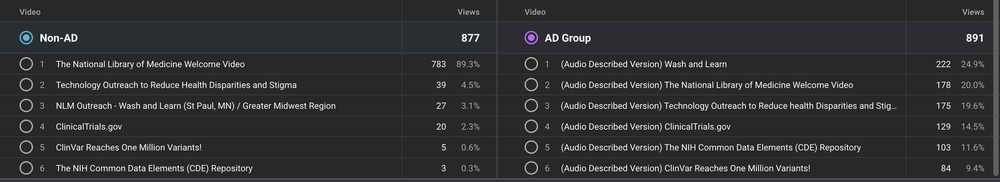 Video Views
Non-AD 877
1 The National Library of Medicine Welcome Video 783 89.3%
2 Technology Outreach to Reduce Health Disparities and Stigma 39 4.5%
3 NLM Outreach - Wash and Learn (St Paul, MN) / Greater Midwest Region 27 3.1%
4 ClinicalTrials.gov 20 2.3%
5 ClinVar Reaches One Million Variants! 5 0.6%
6 The NIH Common Data Elements (CDE) Repository 3 0.3%
Video Views
AD Group 891
1 (Audio Described Version) Wash and Learn 222 24.9%
2 (Audio Described Version) The National Library of Medicine Welcome Video 178 20.0%
3 (Audio Described Version) Technology Outreach to Reduce health Disparities and Stig... 175 19.6%
4 (Audio Described Version) ClinicalTrials.gov 129 14.5%
5 (Audio Described Version) The NIH Common Data Elements (CDE) Repository 103 11.6%
6 (Audio Described Version) ClinVar Reaches One Million Variants! 84 9.4%